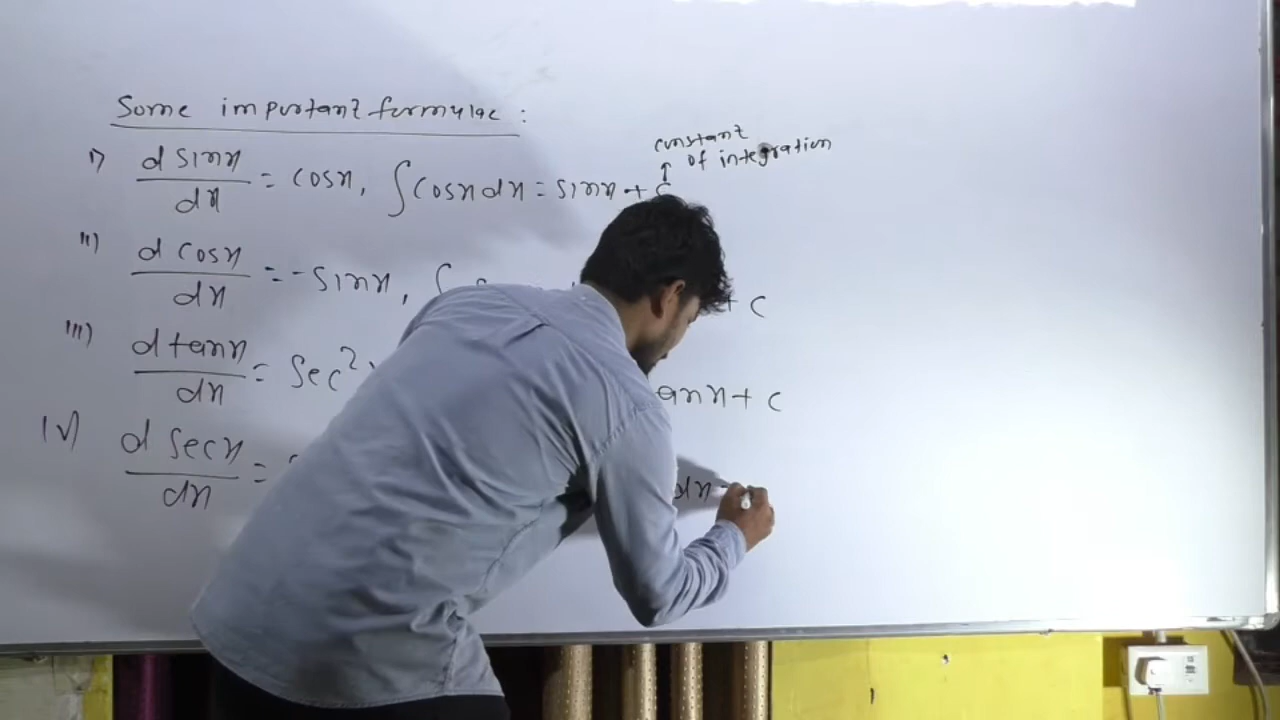 Some important formulae :
constant
of integration
i) d sinx / dx = cosx, ∫cosx dx = sinx + c
ii) d cosx / dx = -sinx, ∫ + c
iii) d tanx / dx = sec² anx + c
iv) d secx / dx = dx